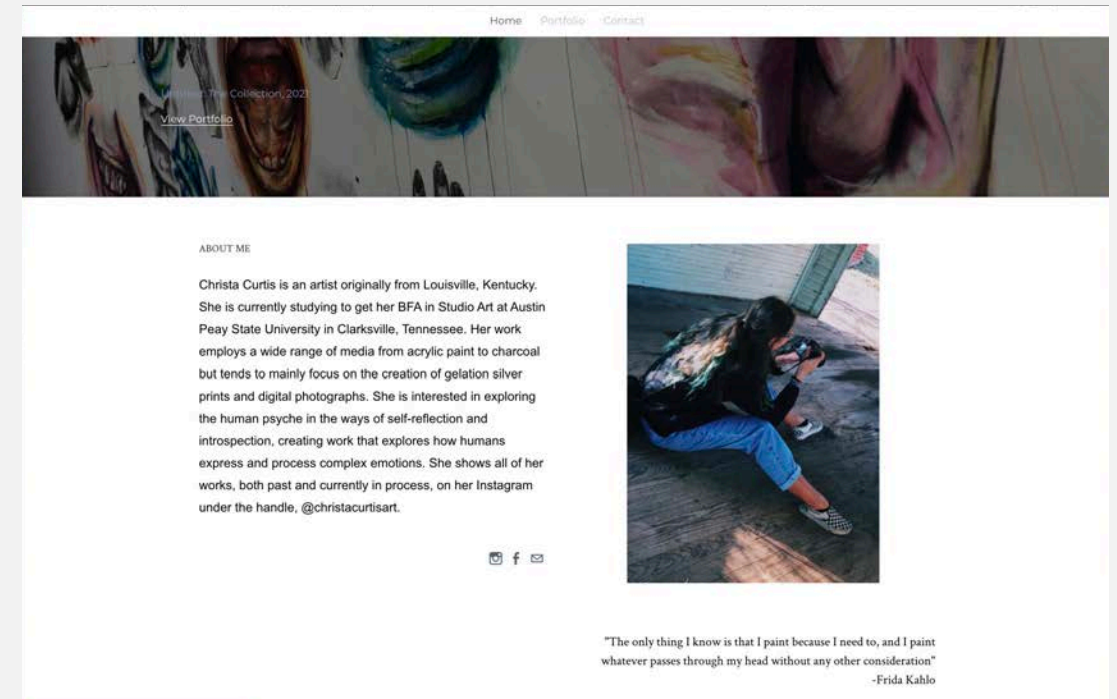 Home Portfolio Contact
The Collection, 2021
View Portfolio
ABOUT ME
Christa Curtis is an artist originally from Louisville, Kentucky.
She is currently studying to get her BFA in Studio Art at Austin
Peay State University in Clarksville, Tennessee. Her work
employs a wide range of media from acrylic paint to charcoal
but tends to mainly focus on the creation of gelation silver
prints and digital photographs. She is interested in exploring
the human psyche in the ways of self-reflection and
introspection, creating work that explores how humans
express and process complex emotions. She shows all of her
works, both past and currently in process, on her Instagram
under the handle, @christacurtisart.
"The only thing I know is that I paint because I need to, and I paint
whatever passes through my head without any other consideration"
-Frida Kahlo